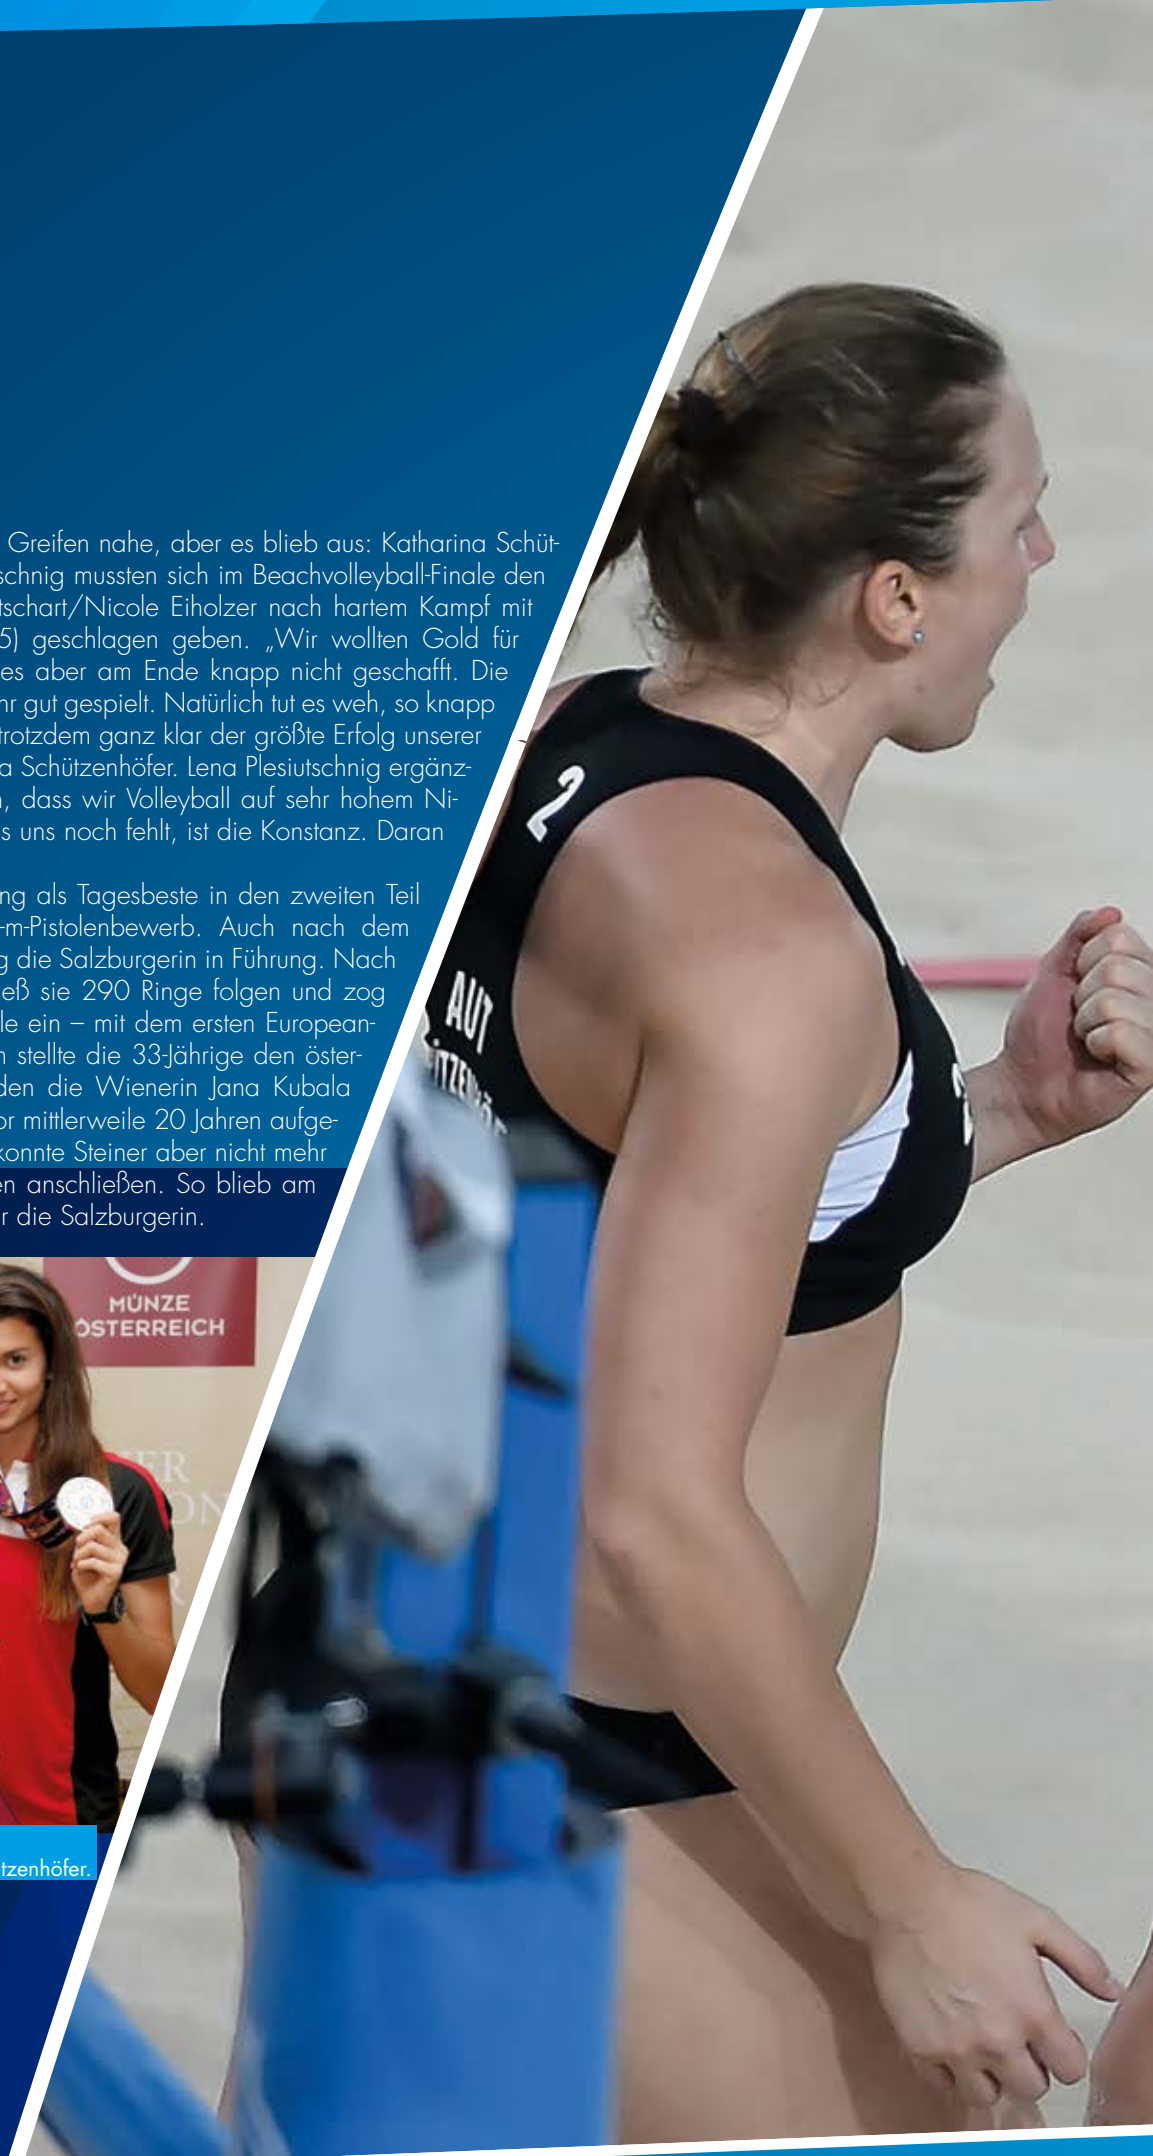 Greifen nahe, aber es blieb aus: Katharina Schüt-
schnig mussten sich im Beachvolleyball-Finale den
tschart/Nicole Eiholzer nach hartem Kampf mit
5) geschlagen geben. „Wir wollten Gold für
es aber am Ende knapp nicht geschafft. Die
hr gut gespielt. Natürlich tut es weh, so knapp
trotzdem ganz klar der größte Erfolg unserer
a Schützenhöfer. Lena Plesiutschnig ergänz-
n, dass wir Volleyball auf sehr hohem Ni-
s uns noch fehlt, ist die Konstanz. Daran
ng als Tagesbeste in den zweiten Teil
-m-Pistolenbewerb. Auch nach dem
g die Salzburgerin in Führung. Nach
eß sie 290 Ringe folgen und zog
le ein – mit dem ersten European-
n stellte die 33-Jährige den öster-
den die Wienerin Jana Kubala
or mittlerweile 20 Jahren aufge-
konnte Steiner aber nicht mehr
en anschließen. So blieb am
r die Salzburgerin.
2
AUT
MÜNZE
ÖSTERREICH
tzenhöfer.